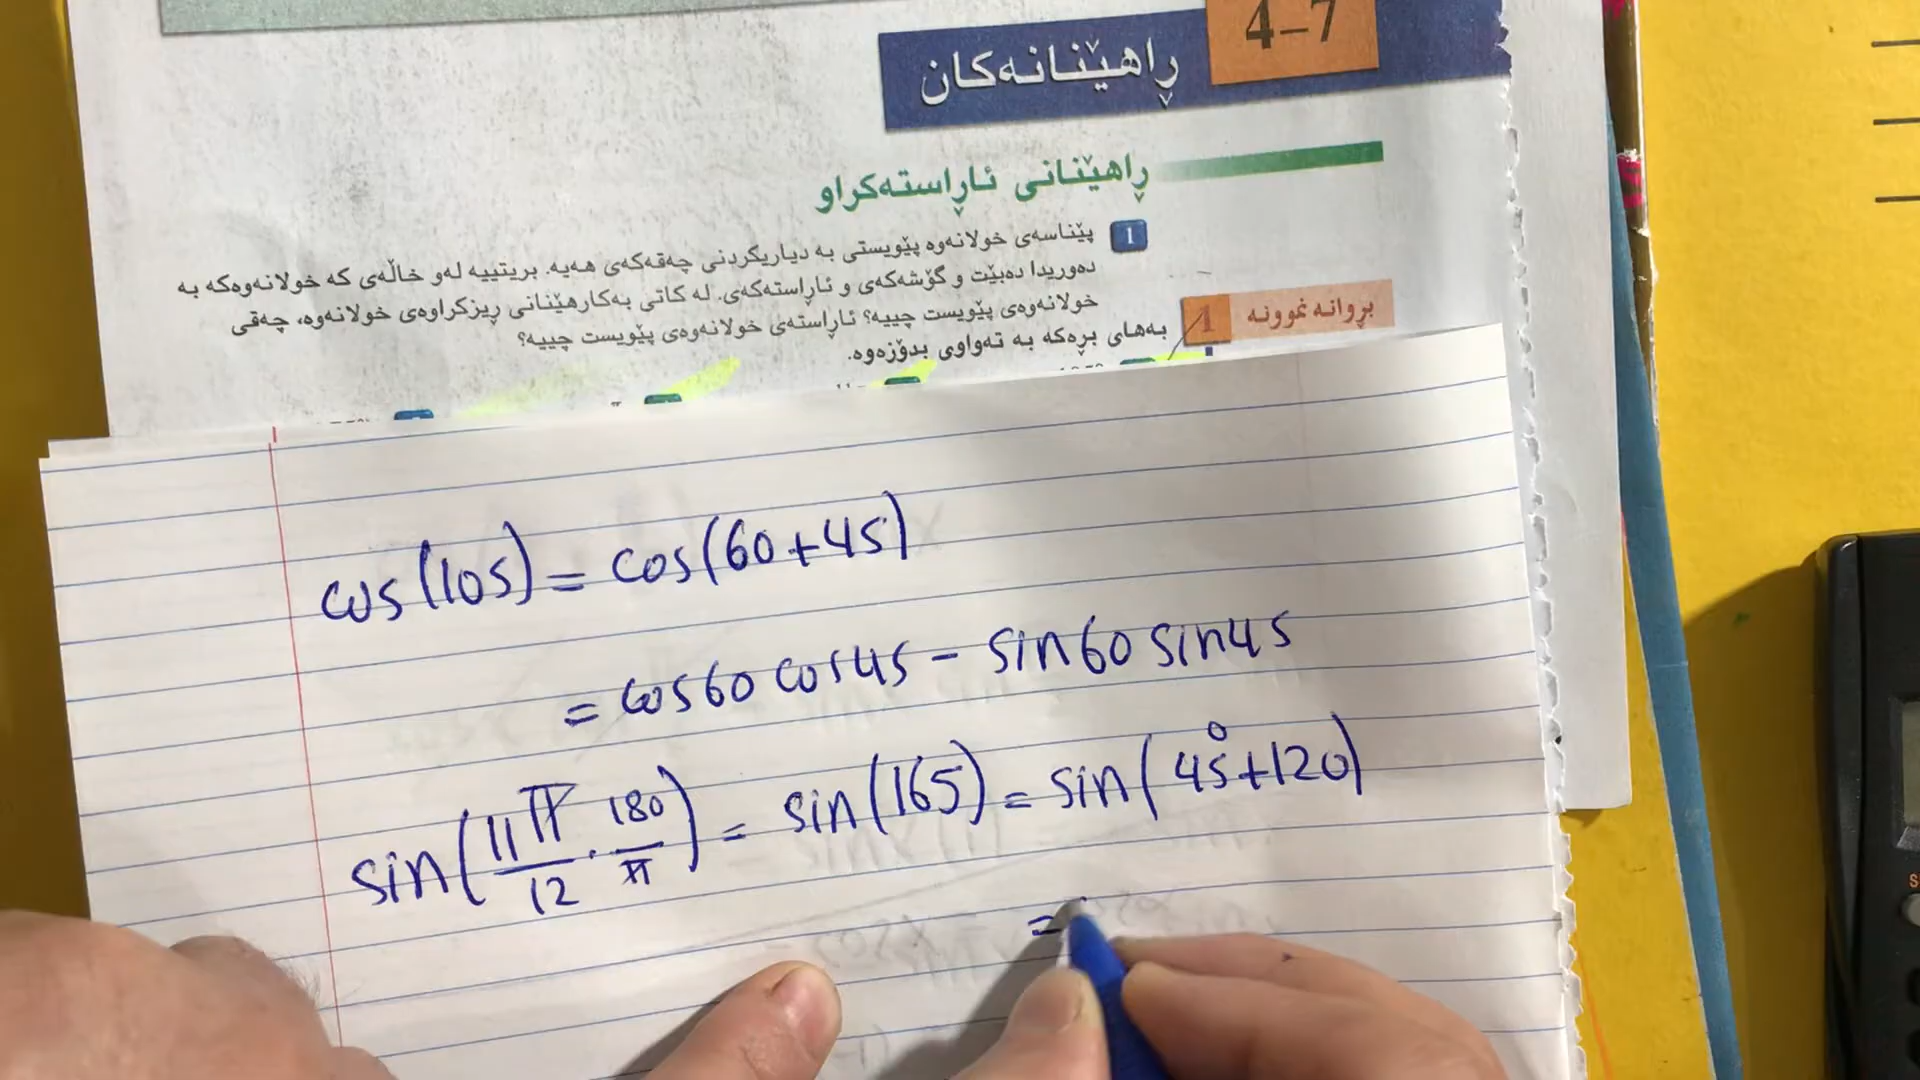 4-7
ڕاهێنانەکان
ڕاهێنانی ئاڕاستەکراو
1 پێناسەی خولانەوە پێویستی بە دیاریکردنی چەقەکەی هەیە. بریتییە لەو خاڵەی کە خولانەوەکە بە
دەوریدا دەبێت و گۆشەکەی و ئاڕاستەکەی. لە کاتی بەکارهێنانی ڕیزکراوەی خولانەوە، چەقی
خولانەوەی پێویست چییە؟ ئاڕاستەی خولانەوەی پێویست چییە؟
بڕوانە نموونە 1 بەهای بڕەکە بە تەواوی بدۆزەوە.
cos(105) = cos(60+45)
= cos60 cos45 - sin60 sin45
sin(11π/12 · 180/π) = sin(165) = sin(45°+120)
=